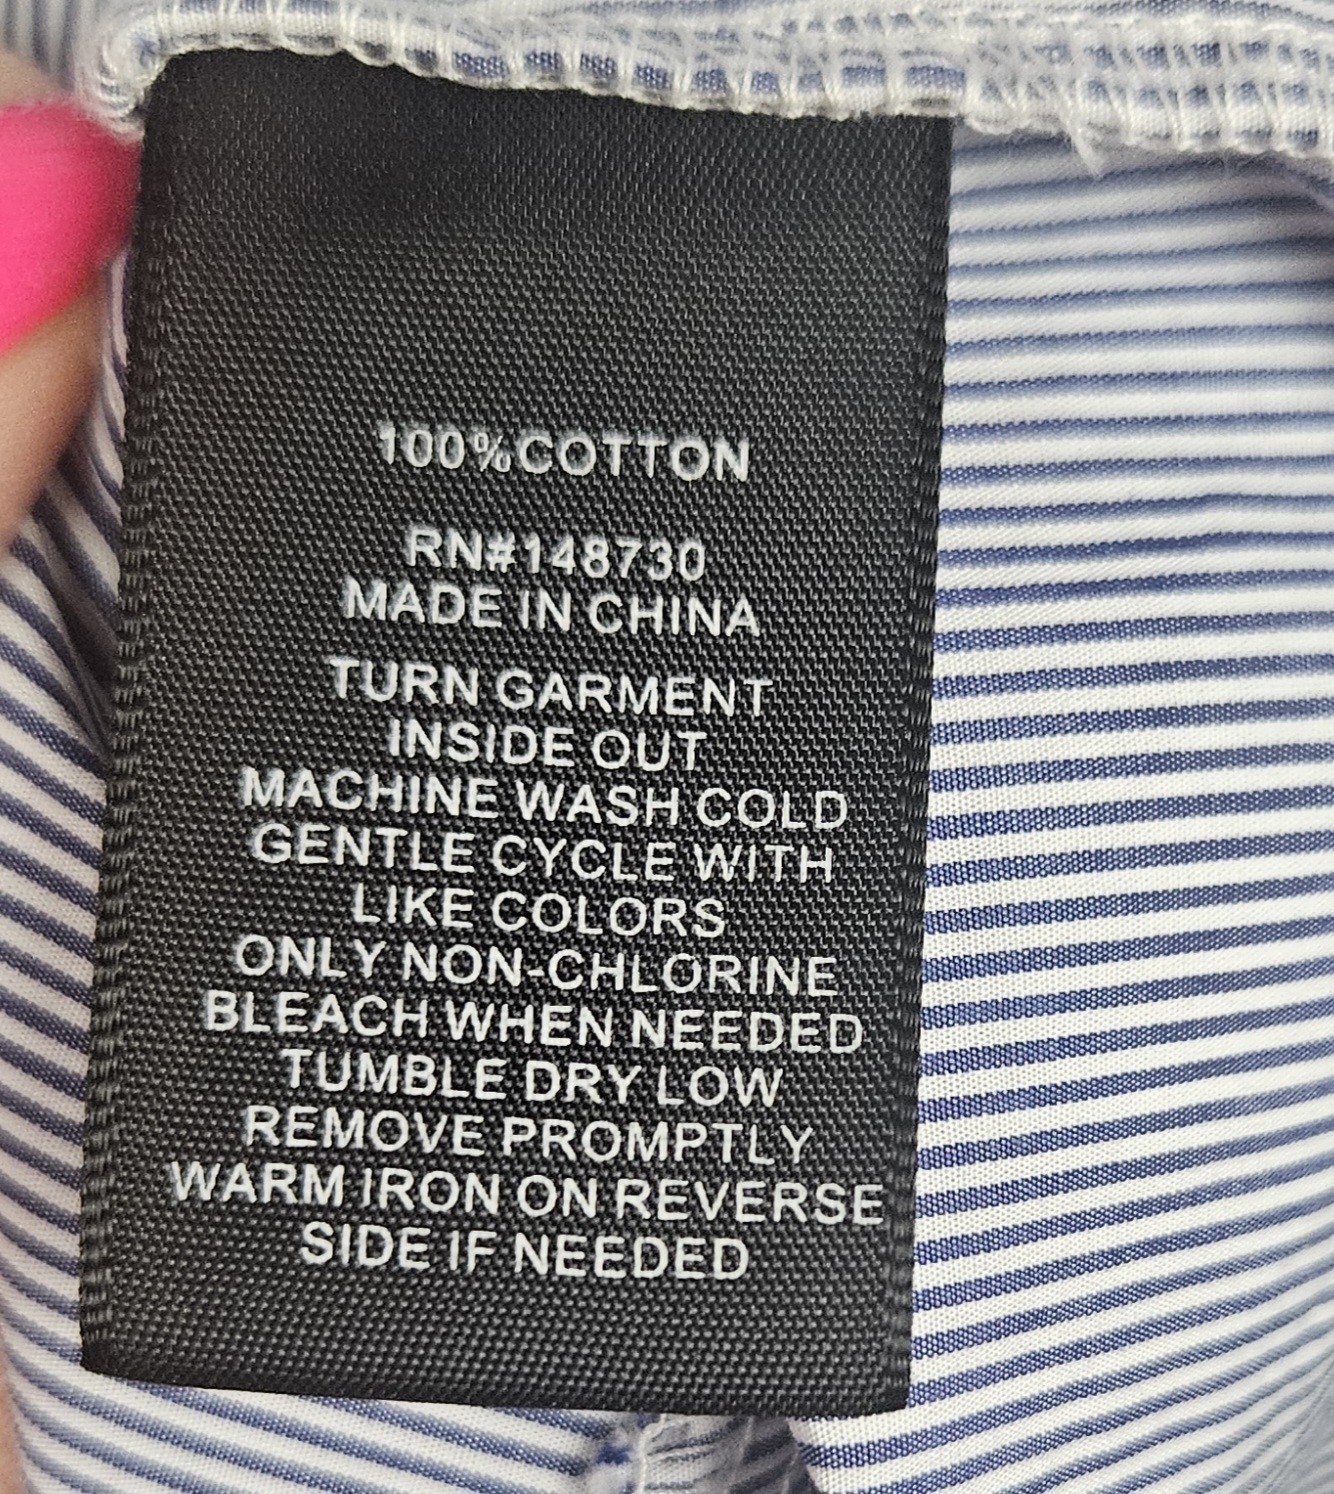 100%COTTON
RN#148730
MADE IN CHINA
TURN GARMENT
INSIDE OUT
MACHINE WASH COLD
GENTLE CYCLE WITH
LIKE COLORS
ONLY NON-CHLORINE
BLEACH WHEN NEEDED
TUMBLE DRY LOW
REMOVE PROMPTLY
WARM IRON ON REVERSE
SIDE IF NEEDED